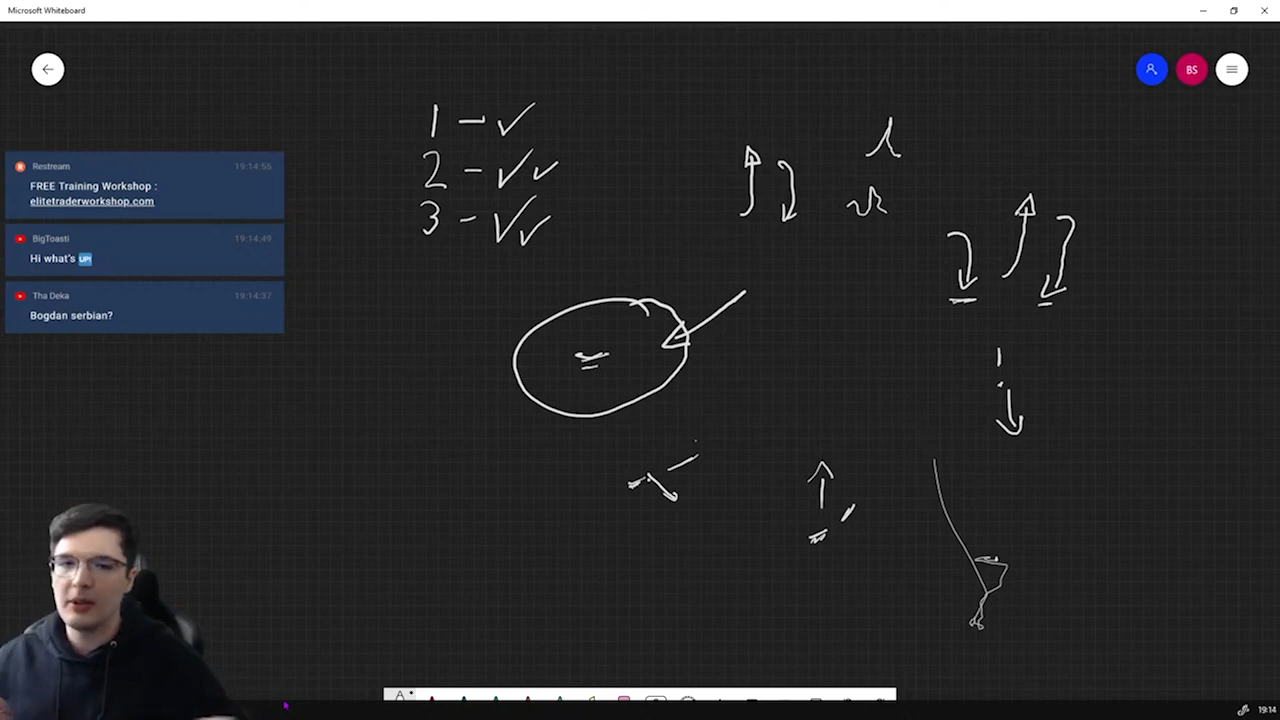 Microsoft Whiteboard
BS
1 - ✓
2 - ✓✓
3 - ✓✓
Restream 19:14:55
FREE Training Workshop :
elitetraderworkshop.com
BigToasti 19:14:49
Hi what's UP!
Tha Deka 19:14:37
Bogdan serbian?
19:14